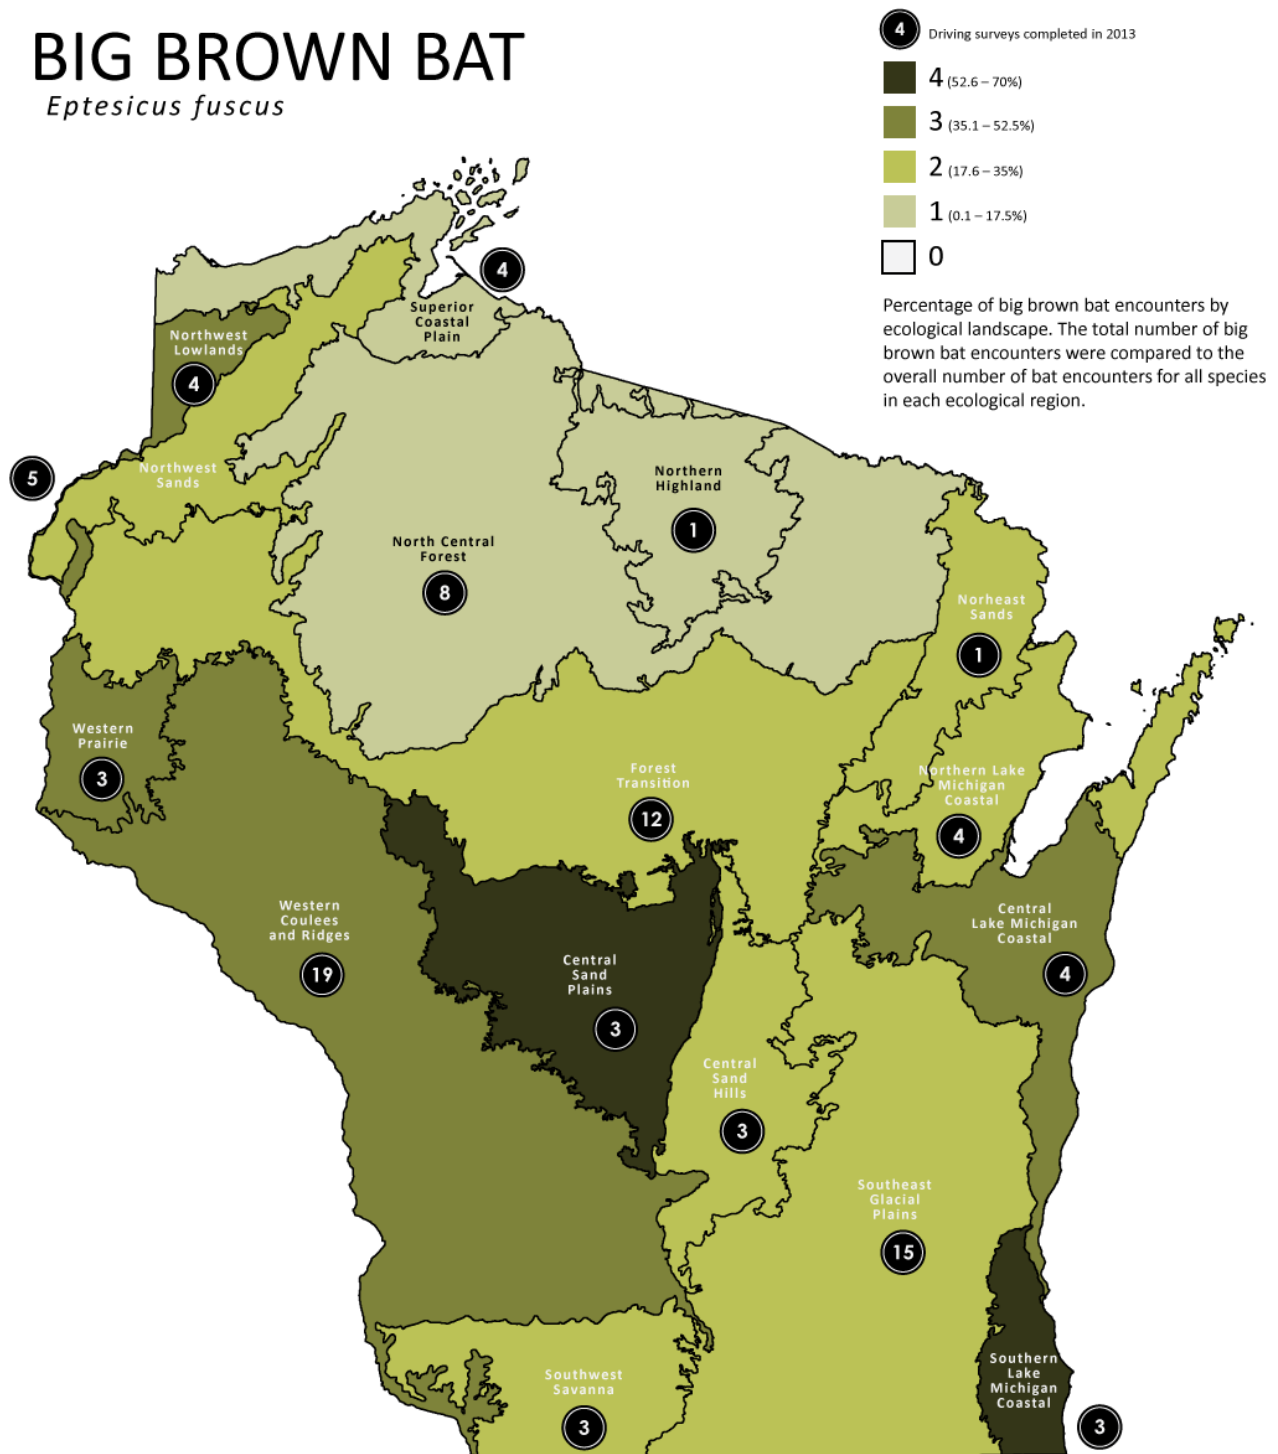 BIG BROWN BAT
Eptesicus fuscus
4 Driving surveys completed in 2013
4 (52.6 – 70%)
3 (35.1 – 52.5%)
2 (17.6 – 35%)
1 (0.1 – 17.5%)
0
Percentage of big brown bat encounters by
ecological landscape. The total number of big
brown bat encounters were compared to the
overall number of bat encounters for all species
in each ecological region.
4
Superior
Coastal
Plain
Northwest
Lowlands
4
5
Northwest
Sands
Northern
Highland
1
North Central
Forest
8
Norheast
Sands
1
Western
Prairie
3
Forest
Transition
12
Northern Lake
Michigan
Coastal
4
Western
Coulees
and Ridges
19
Central
Lake Michigan
Coastal
4
Central
Sand
Plains
3
Central
Sand
Hills
3
Southeast
Glacial
Plains
15
Southwest
Savanna
3
Southern
Lake
Michigan
Coastal
3